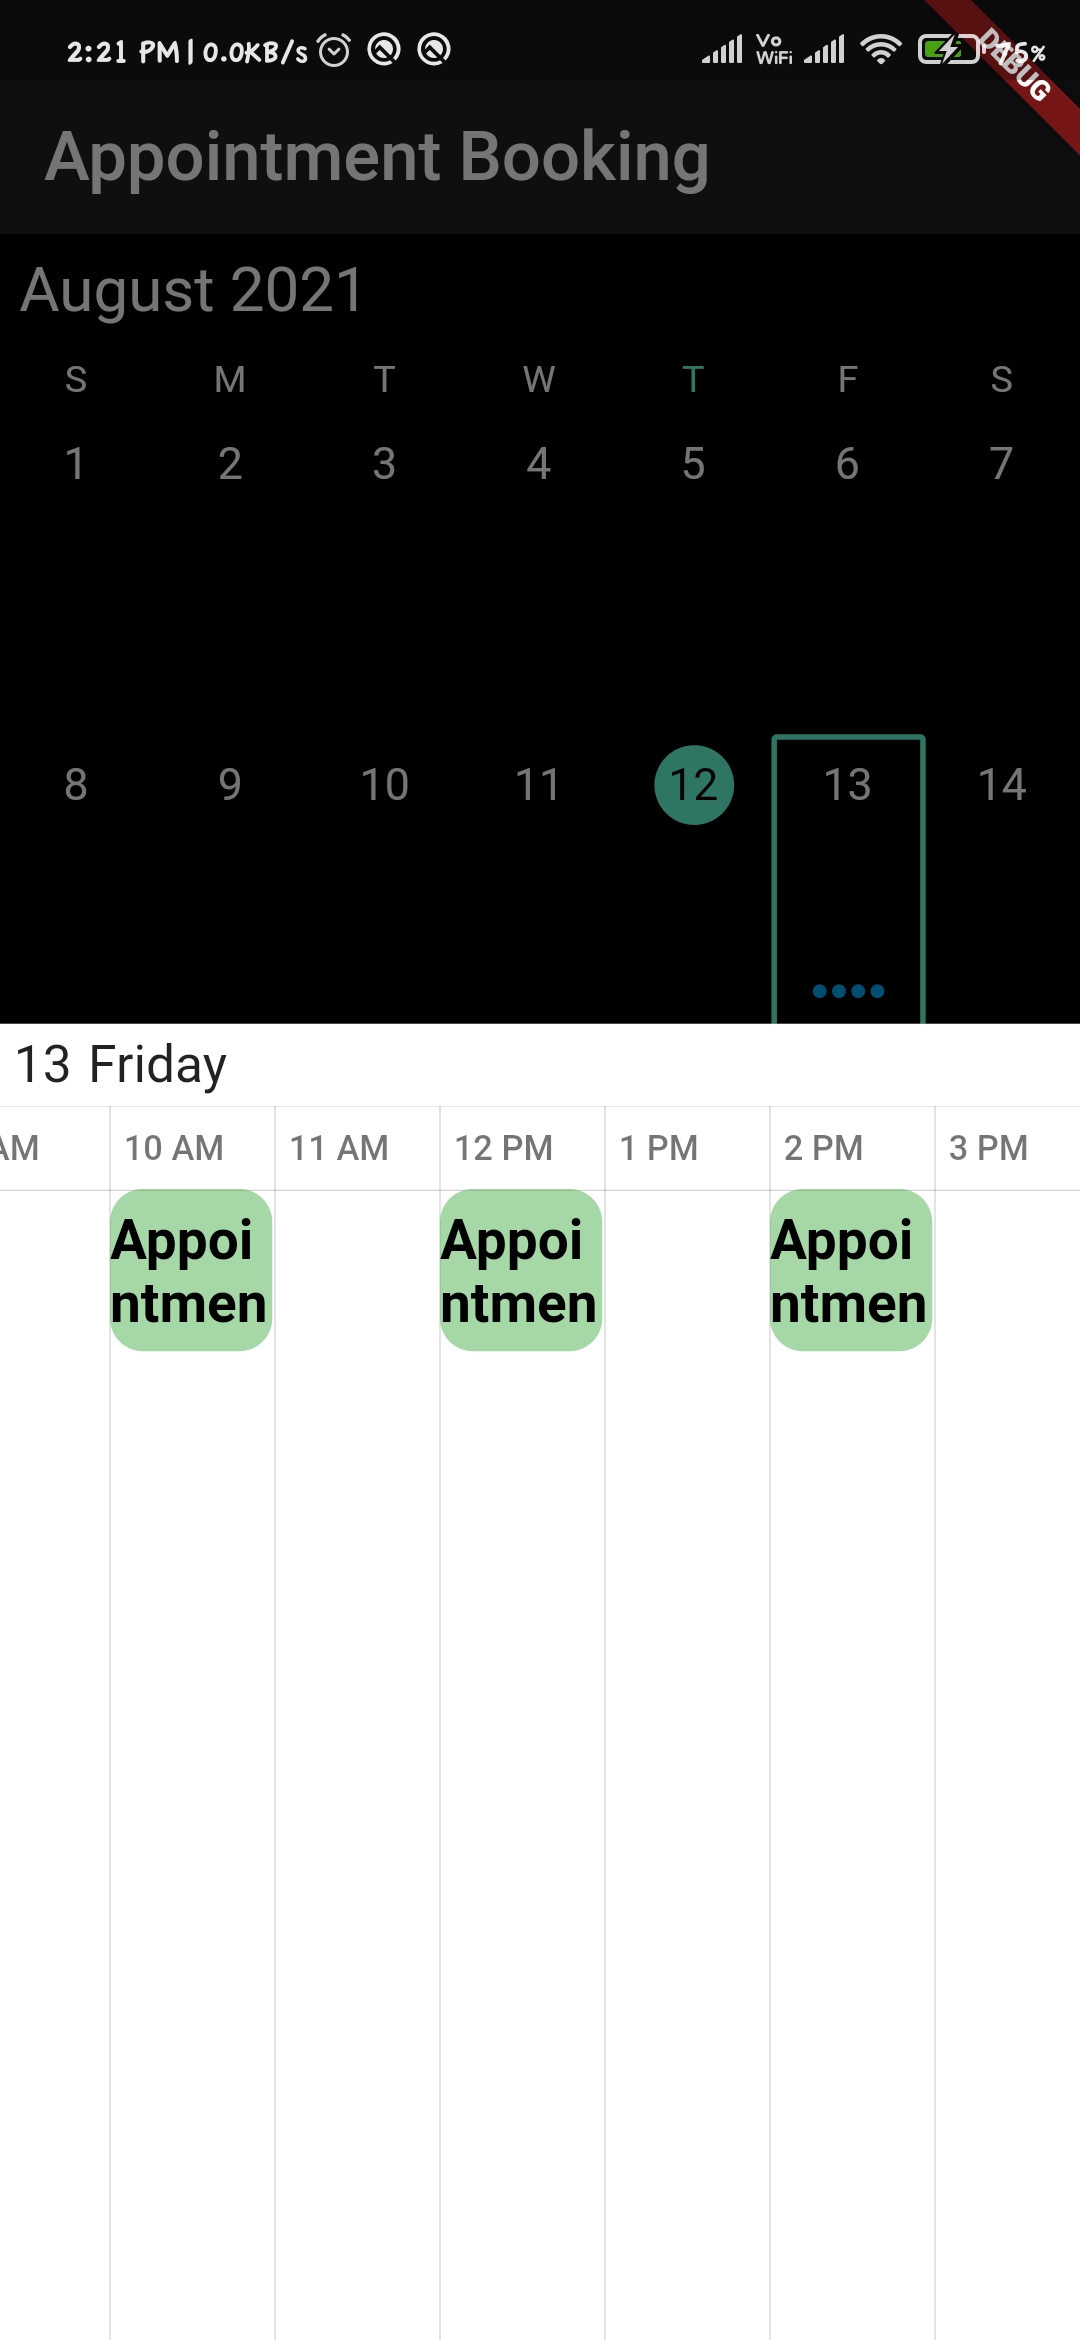 2:21 PM | 0.0KB/s Vo WiFi
DEBUG
Appointment Booking
August 2021
S M T W T F S
1 2 3 4 5 6 7
8 9 10 11 12 13 14
13 Friday
AM 10 AM 11 AM 12 PM 1 PM 2 PM 3 PM
Appoi Appoi Appoi
ntmen ntmen ntmen